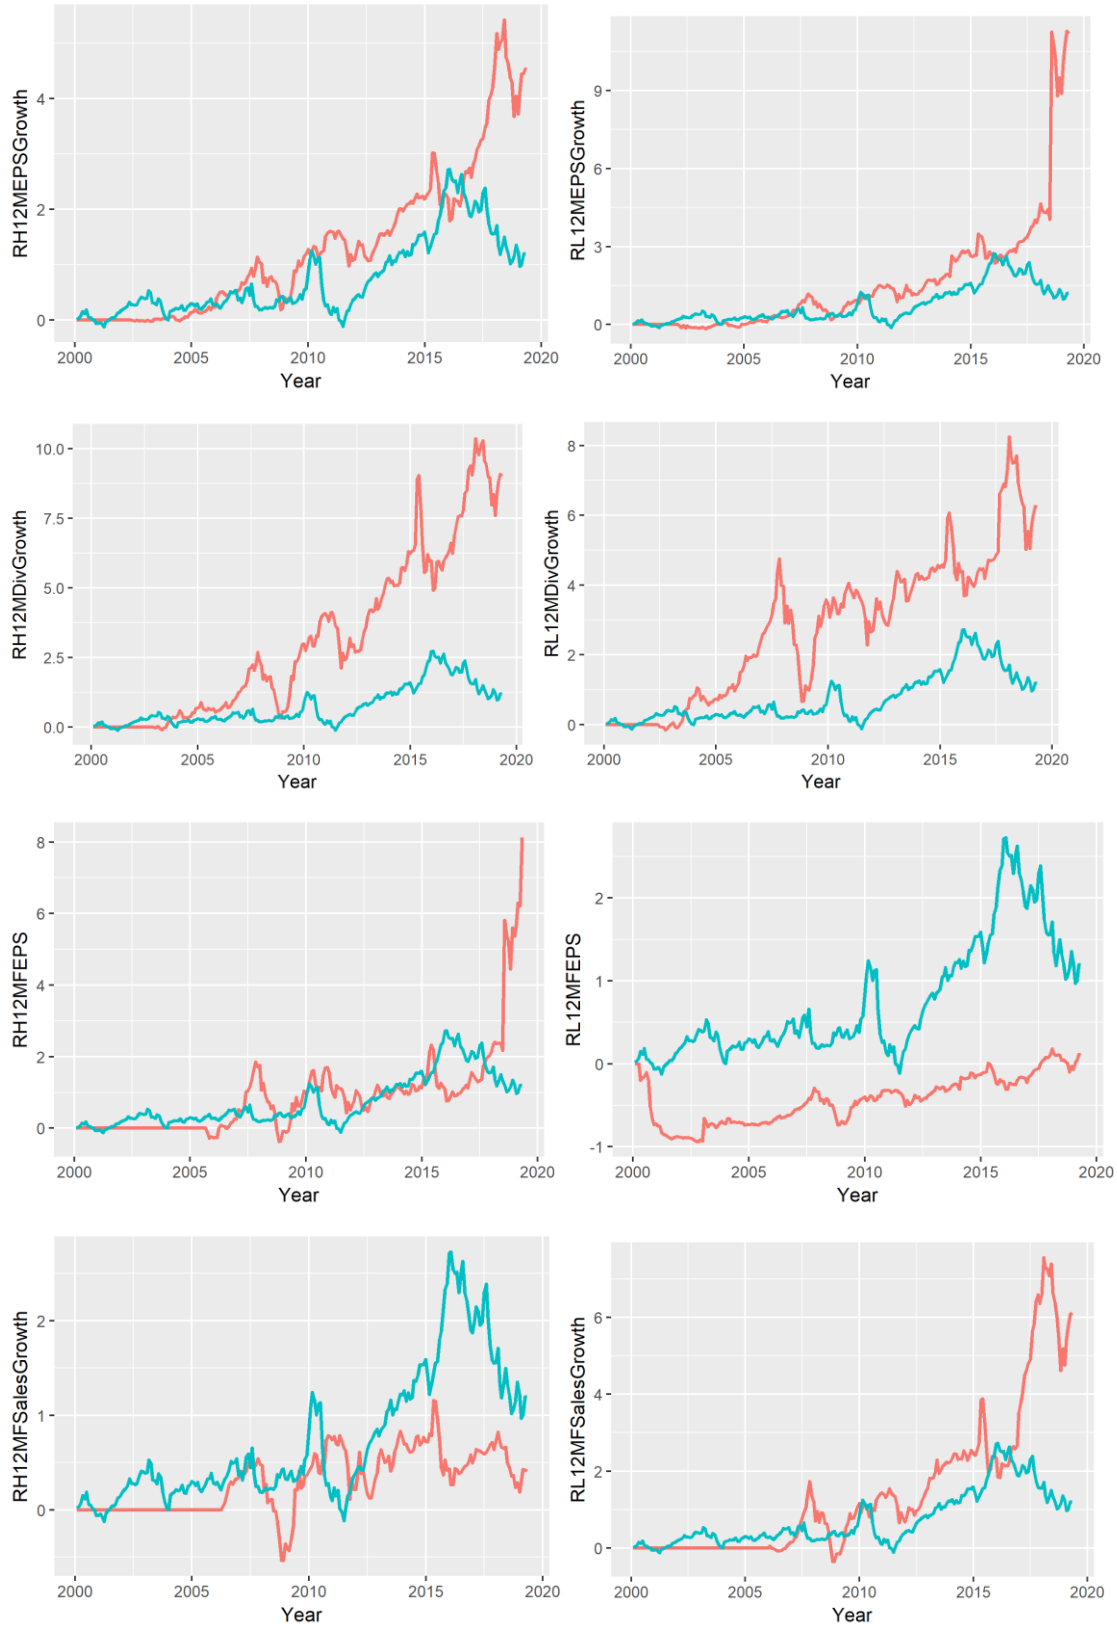 RH12MEPSGrowth
4
2
0
2000 2005 2010 2015 2020
Year
RL12MEPSGrowth
9
6
3
0
2000 2005 2010 2015 2020
Year
RH12MDivGrowth
10.0
7.5
5.0
2.5
0.0
2000 2005 2010 2015 2020
Year
RL12MDivGrowth
8
6
4
2
0
2000 2005 2010 2015 2020
Year
RH12MFEPS
8
6
4
2
0
2000 2005 2010 2015 2020
Year
RL12MFEPS
2
1
0
-1
2000 2005 2010 2015 2020
Year
RH12MFSalesGrowth
2
1
0
2000 2005 2010 2015 2020
Year
RL12MFSalesGrowth
6
4
2
0
2000 2005 2010 2015 2020
Year